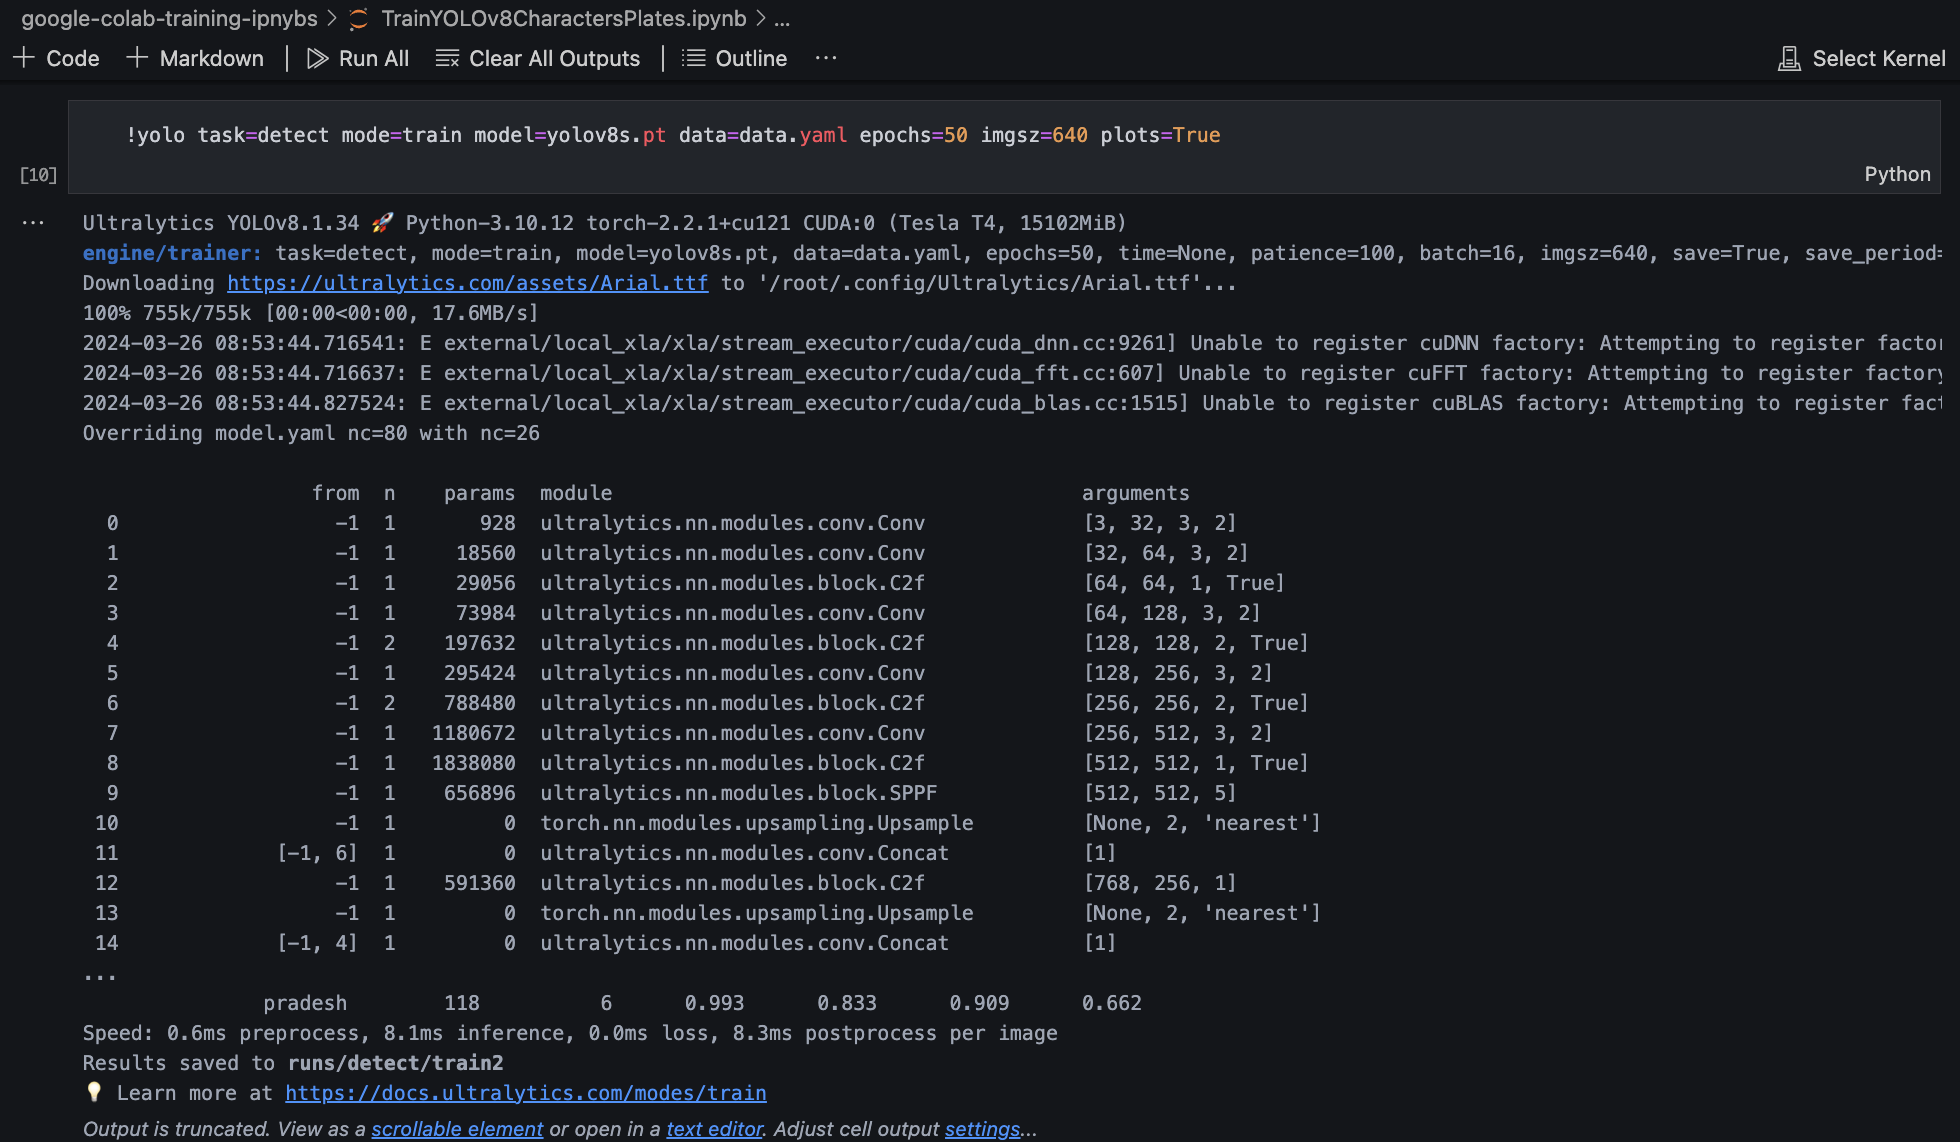 google-colab-training-ipnybs > TrainYOLOv8CharactersPlates.ipynb > ...
+ Code + Markdown | Run All Clear All Outputs | Outline ... Select Kernel
!yolo task=detect mode=train model=yolov8s.pt data=data.yaml epochs=50 imgsz=640 plots=True
[10] Python
... Ultralytics YOLOv8.1.34 🚀 Python-3.10.12 torch-2.2.1+cu121 CUDA:0 (Tesla T4, 15102MiB)
engine/trainer: task=detect, mode=train, model=yolov8s.pt, data=data.yaml, epochs=50, time=None, patience=100, batch=16, imgsz=640, save=True, save_period=
Downloading https://ultralytics.com/assets/Arial.ttf to '/root/.config/Ultralytics/Arial.ttf'...
100% 755k/755k [00:00<00:00, 17.6MB/s]
2024-03-26 08:53:44.716541: E external/local_xla/xla/stream_executor/cuda/cuda_dnn.cc:9261] Unable to register cuDNN factory: Attempting to register factor
2024-03-26 08:53:44.716637: E external/local_xla/xla/stream_executor/cuda/cuda_fft.cc:607] Unable to register cuFFT factory: Attempting to register factory
2024-03-26 08:53:44.827524: E external/local_xla/xla/stream_executor/cuda/cuda_blas.cc:1515] Unable to register cuBLAS factory: Attempting to register fact
Overriding model.yaml nc=80 with nc=26
from n params module arguments
0 -1 1 928 ultralytics.nn.modules.conv.Conv [3, 32, 3, 2]
1 -1 1 18560 ultralytics.nn.modules.conv.Conv [32, 64, 3, 2]
2 -1 1 29056 ultralytics.nn.modules.block.C2f [64, 64, 1, True]
3 -1 1 73984 ultralytics.nn.modules.conv.Conv [64, 128, 3, 2]
4 -1 2 197632 ultralytics.nn.modules.block.C2f [128, 128, 2, True]
5 -1 1 295424 ultralytics.nn.modules.conv.Conv [128, 256, 3, 2]
6 -1 2 788480 ultralytics.nn.modules.block.C2f [256, 256, 2, True]
7 -1 1 1180672 ultralytics.nn.modules.conv.Conv [256, 512, 3, 2]
8 -1 1 1838080 ultralytics.nn.modules.block.C2f [512, 512, 1, True]
9 -1 1 656896 ultralytics.nn.modules.block.SPPF [512, 512, 5]
10 -1 1 0 torch.nn.modules.upsampling.Upsample [None, 2, 'nearest']
11 [-1, 6] 1 0 ultralytics.nn.modules.conv.Concat [1]
12 -1 1 591360 ultralytics.nn.modules.block.C2f [768, 256, 1]
13 -1 1 0 torch.nn.modules.upsampling.Upsample [None, 2, 'nearest']
14 [-1, 4] 1 0 ultralytics.nn.modules.conv.Concat [1]
...
pradesh 118 6 0.993 0.833 0.909 0.662
Speed: 0.6ms preprocess, 8.1ms inference, 0.0ms loss, 8.3ms postprocess per image
Results saved to runs/detect/train2
💡 Learn more at https://docs.ultralytics.com/modes/train
Output is truncated. View as a scrollable element or open in a text editor. Adjust cell output settings...